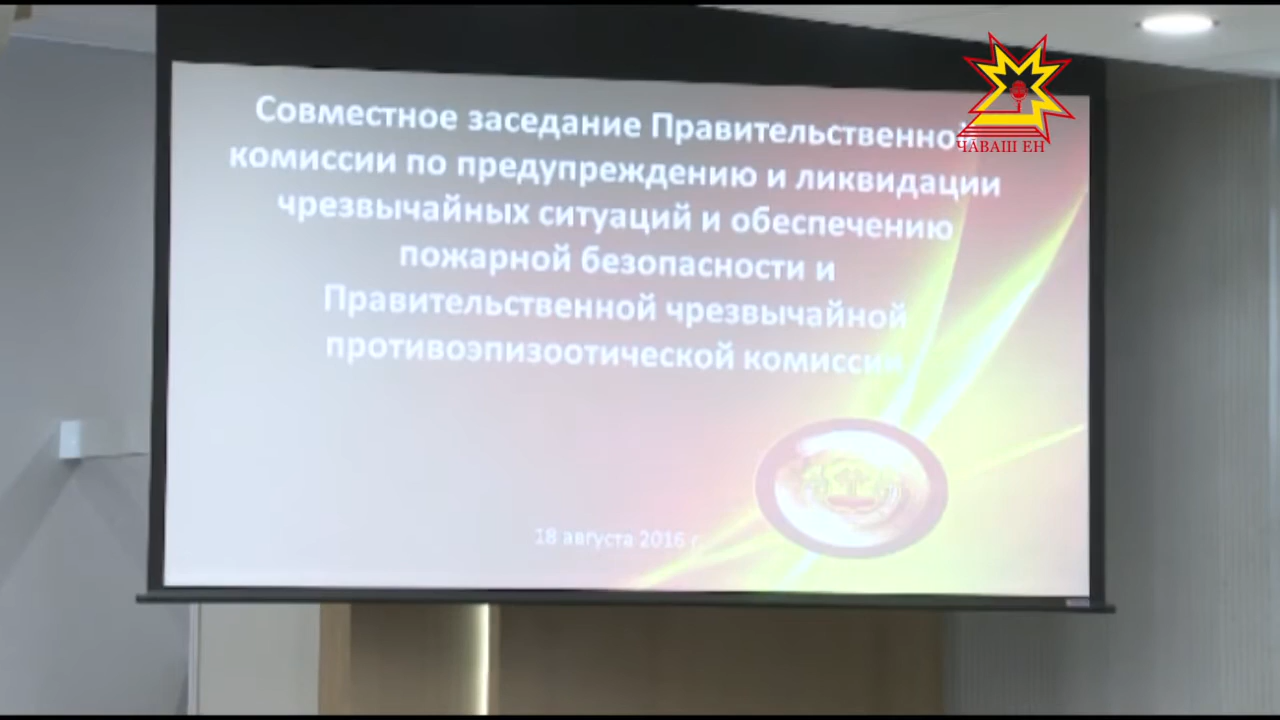 Совместное заседание Правительственной
комиссии по предупреждению и ликвидации
чрезвычайных ситуаций и обеспечению
пожарной безопасности и
Правительственной чрезвычайной
противоэпизоотической комиссии
18 августа 2016 г.
ЧӐВАШ ЕН